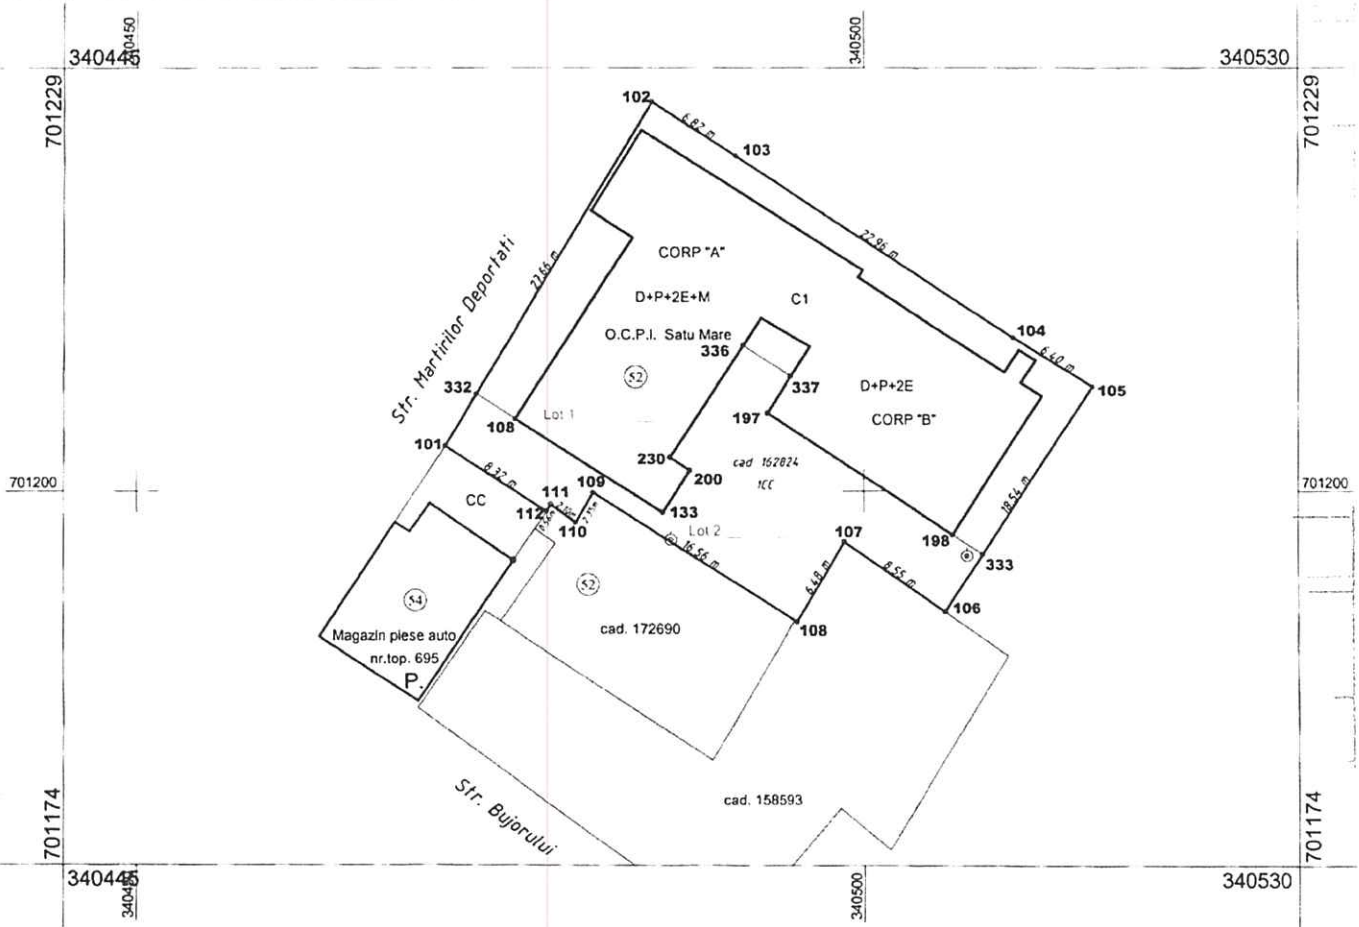 340450
340500
340445
340530
701229
701229
102
6.82 m
103
22.96 m
CORP "A"
Str. Martirilor Deportati
27.66 m
D+P+2E+M
C1
O.C.P.I. Satu Mare
336
104
6.40 m
52
337
D+P+2E
105
332
197
CORP "B"
108
Lot 1
101
230
cad 162824
8.32 m
200
1CC
18.54 m
701200
701200
CC
111
109
112
110
2.35m
133
Lot 2
16.56 m
107
198
333
8.55 m
6.48 m
52
106
54
cad. 172690
108
Magazin piese auto
nr.top. 695
P.
Str. Bujorului
cad. 158593
701174
701174
340445
340530
340500